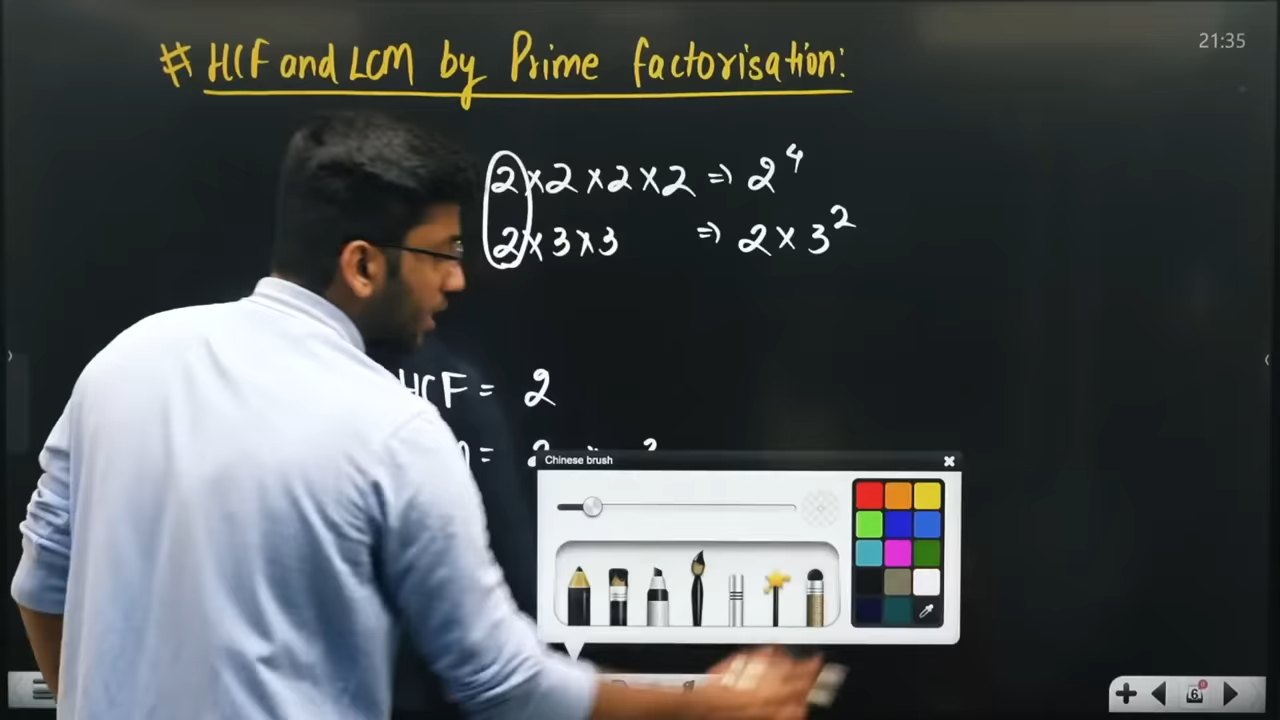 21:35
# HCF and LCM by Prime factorisation:
2×2×2×2 ⇒ 2⁴
2×3×3 ⇒ 2×3²
HCF = 2
=
Chinese brush
6